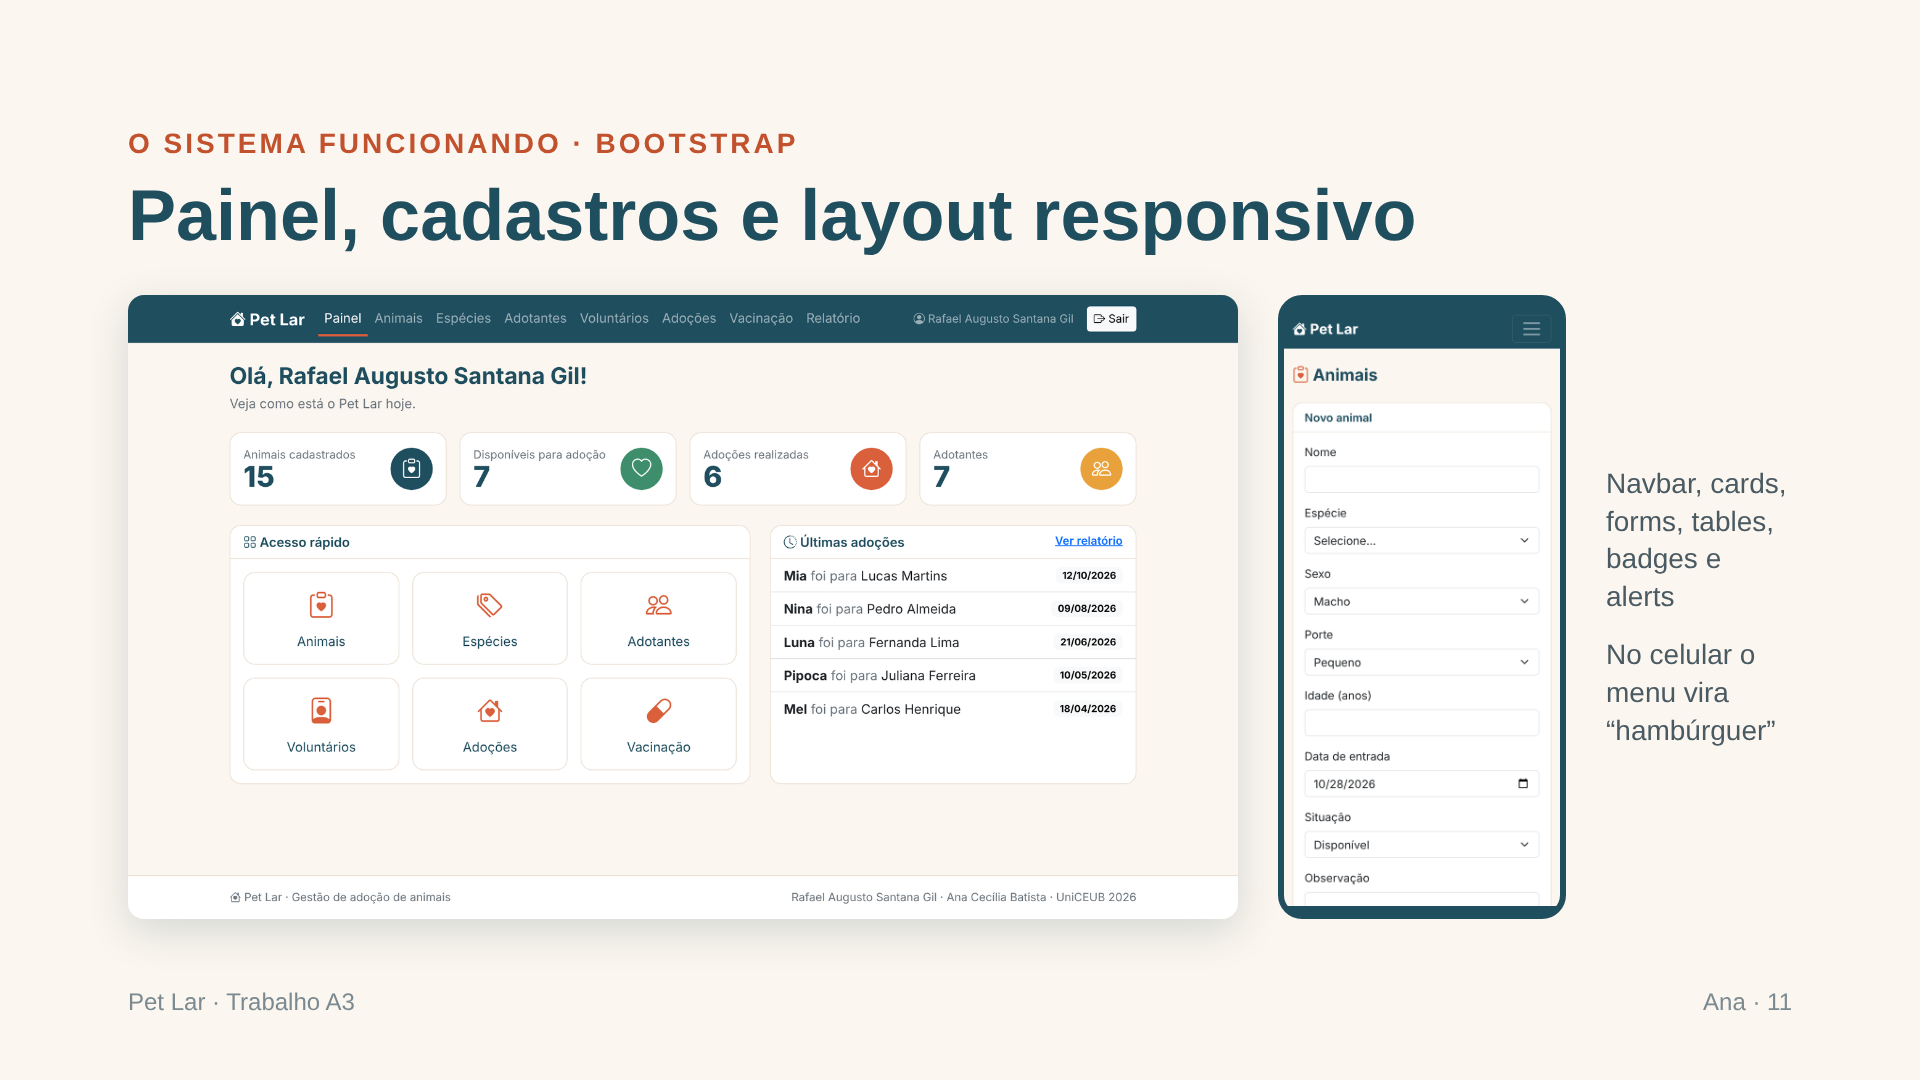 O SISTEMA FUNCIONANDO · BOOTSTRAP
Painel, cadastros e layout responsivo
Pet Lar Painel Animais Espécies Adotantes Voluntários Adoções Vacinação Relatório Rafael Augusto Santana Gil Sair
Olá, Rafael Augusto Santana Gil!
Veja como está o Pet Lar hoje.
Animais cadastrados
15
Disponíveis para adoção
7
Adoções realizadas
6
Adotantes
7
Acesso rápido
Animais
Espécies
Adotantes
Voluntários
Adoções
Vacinação
Últimas adoções Ver relatório
Mia foi para Lucas Martins 12/10/2026
Nina foi para Pedro Almeida 09/08/2026
Luna foi para Fernanda Lima 21/06/2026
Pipoca foi para Juliana Ferreira 10/05/2026
Mel foi para Carlos Henrique 18/04/2026
Pet Lar · Gestão de adoção de animais
Rafael Augusto Santana Gil · Ana Cecília Batista · UniCEUB 2026
Pet Lar
Animais
Novo animal
Nome
Espécie
Selecione...
Sexo
Macho
Porte
Pequeno
Idade (anos)
Data de entrada
10/28/2026
Situação
Disponível
Observação
Navbar, cards,
forms, tables,
badges e
alerts
No celular o
menu vira
“hambúrguer”
Pet Lar · Trabalho A3
Ana · 11